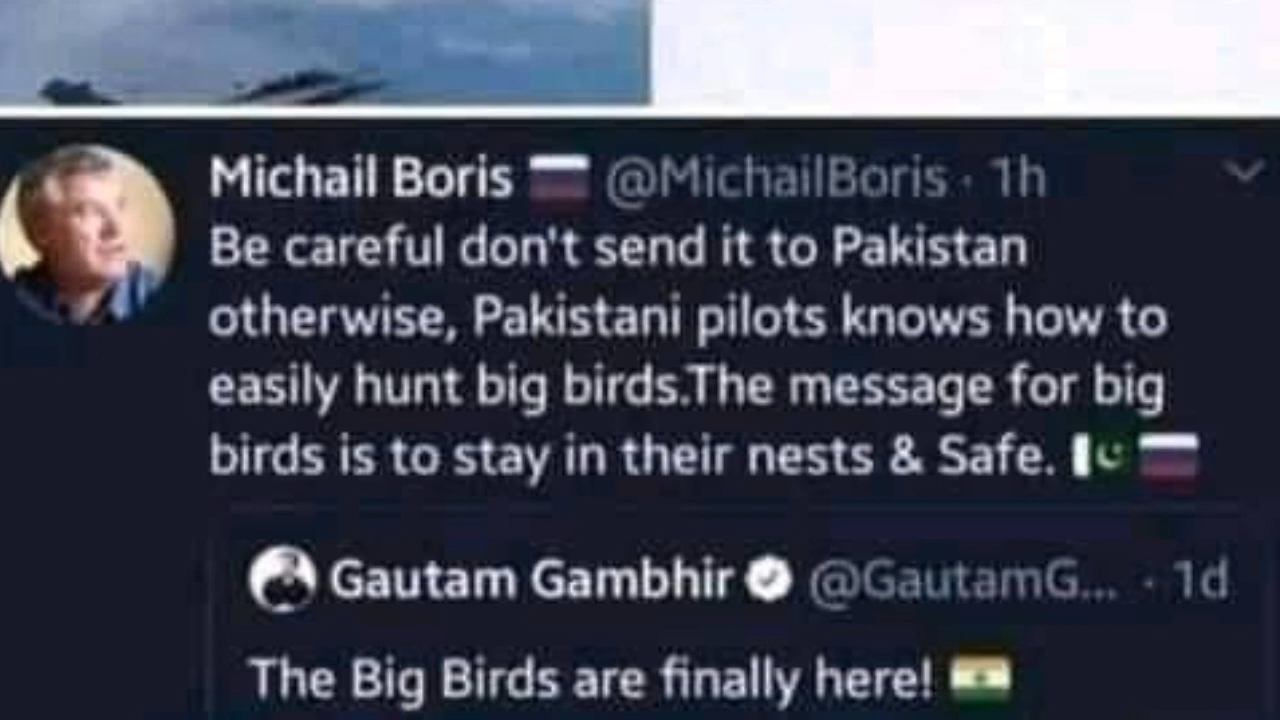 Michail Boris 🇷🇺 @MichailBoris · 1h
Be careful don't send it to Pakistan
otherwise, Pakistani pilots knows how to
easily hunt big birds.The message for big
birds is to stay in their nests & Safe. 🇵🇰🇷🇺
Gautam Gambhir @GautamG... · 1d
The Big Birds are finally here! 🇮🇳